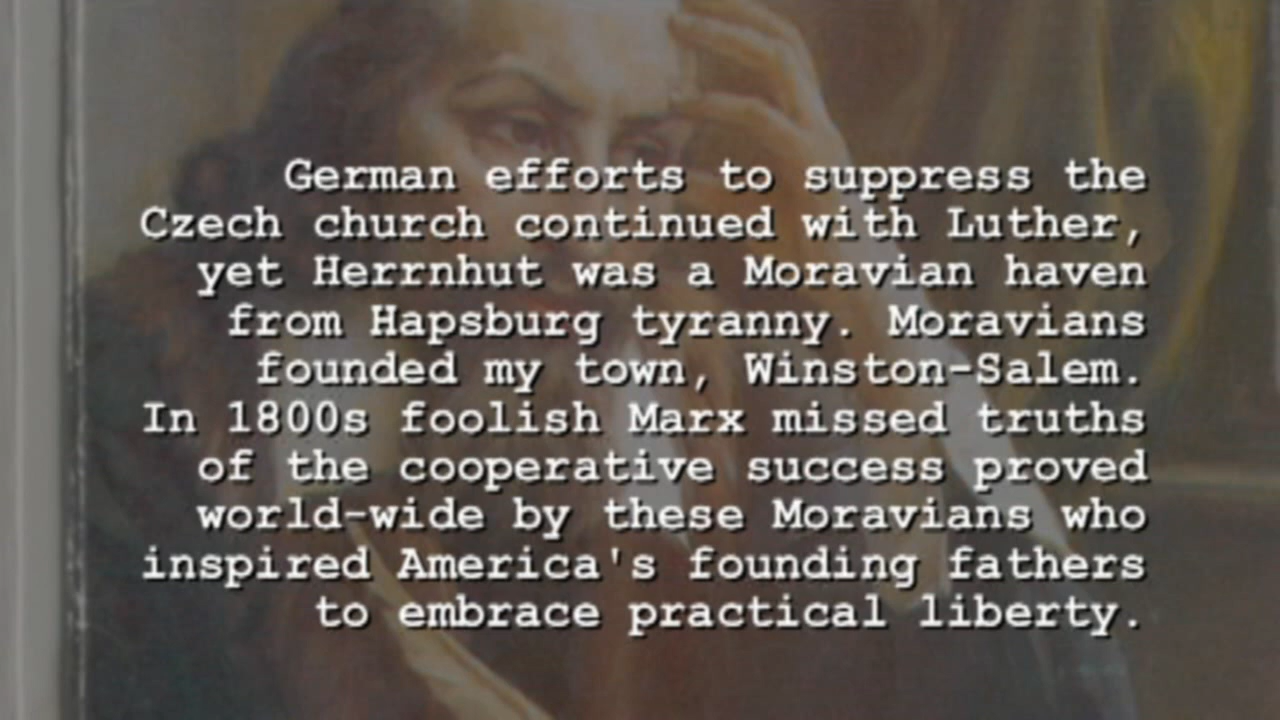 German efforts to suppress the
Czech church continued with Luther,
yet Herrnhut was a Moravian haven
from Hapsburg tyranny. Moravians
founded my town, Winston-Salem.
In 1800s foolish Marx missed truths
of the cooperative success proved
world-wide by these Moravians who
inspired America's founding fathers
to embrace practical liberty.